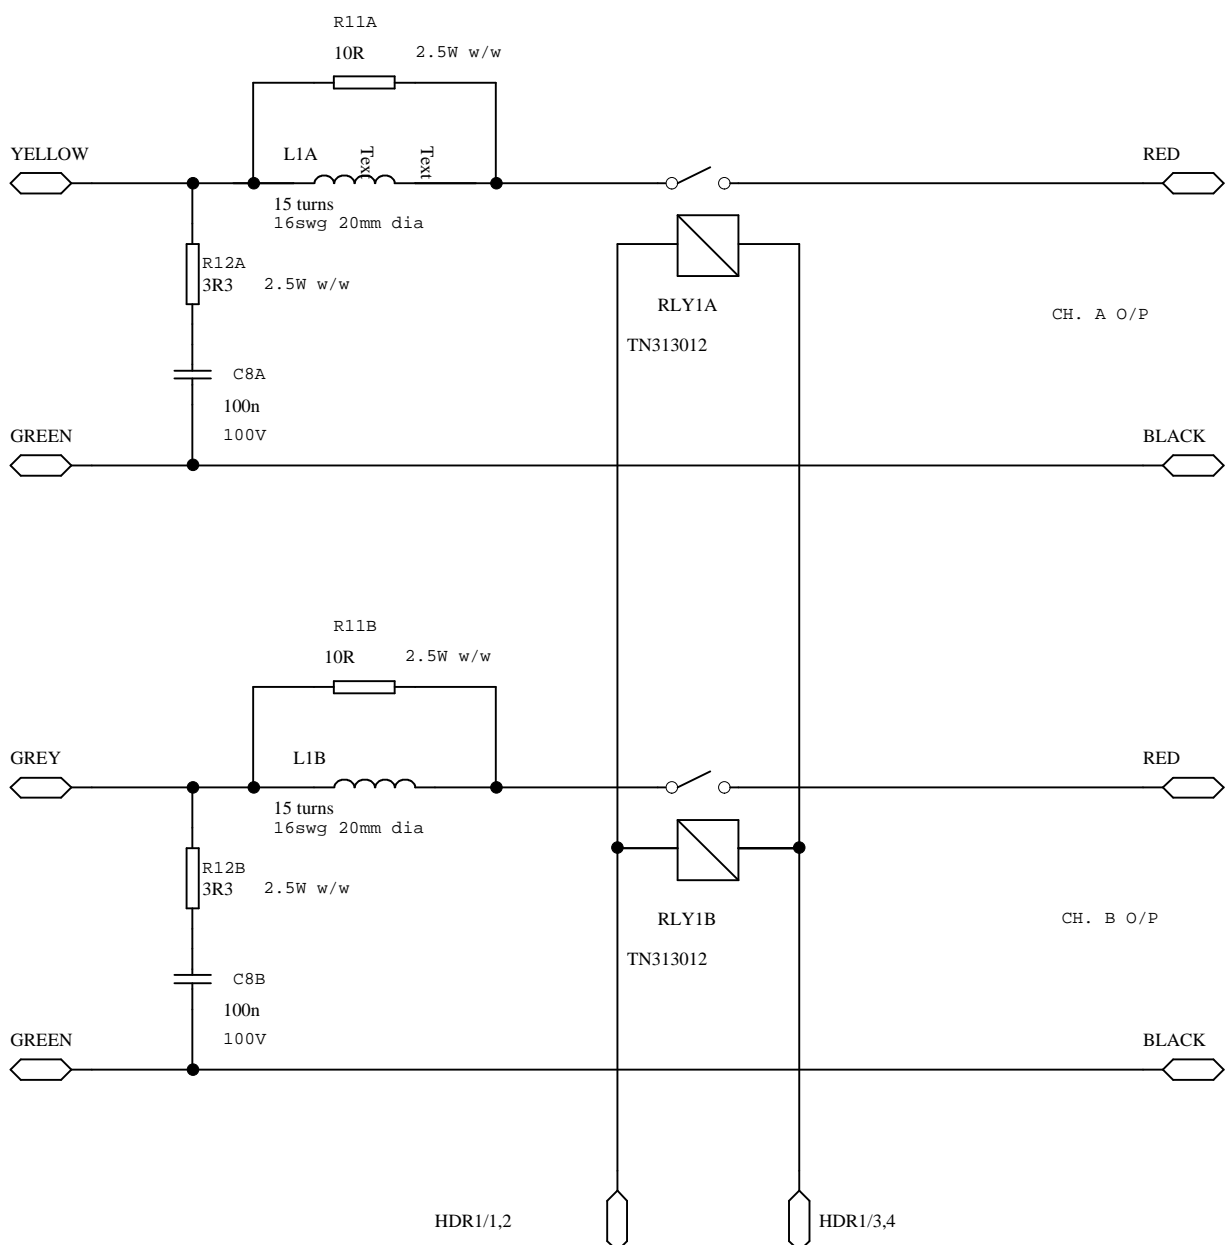 R11A
10R 2.5W w/w
YELLOW L1A Text Text RED
15 turns
16swg 20mm dia
R12A
3R3 2.5W w/w
RLY1A
CH. A O/P
TN313012
C8A
100n
GREEN 100V BLACK
R11B
10R 2.5W w/w
GREY L1B RED
15 turns
16swg 20mm dia
R12B
3R3 2.5W w/w
RLY1B CH. B O/P
TN313012
C8B
100n
GREEN 100V BLACK
HDR1/1,2 HDR1/3,4